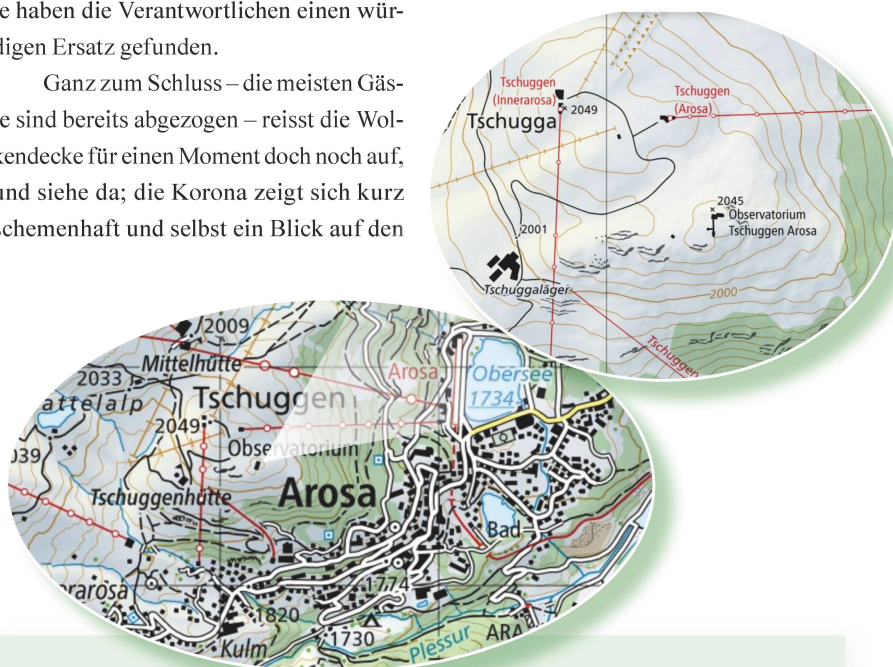 e haben die Verantwortlichen einen wür-
digen Ersatz gefunden.
Ganz zum Schluss – die meisten Gäs-
e sind bereits abgezogen – reisst die Wol-
kendecke für einen Moment doch noch auf,
und siehe da; die Korona zeigt sich kurz
schemenhaft und selbst ein Blick auf den
Tschuggen
(Innerarosa)
2049
Tschugga
Tschuggen
(Arosa)
2045
Observatorium
Tschuggen Arosa
2001
Tschuggaläger
2000
Tschuggen
2009
Mittelhütte
2033
attelalp
Tschuggen
2049
039
Observatorium
Tschuggenhütte
Arosa
Arosa
Obersee
1734
Bad
1774
erarosa
1820
1730
Kulm
Plessur
ARA